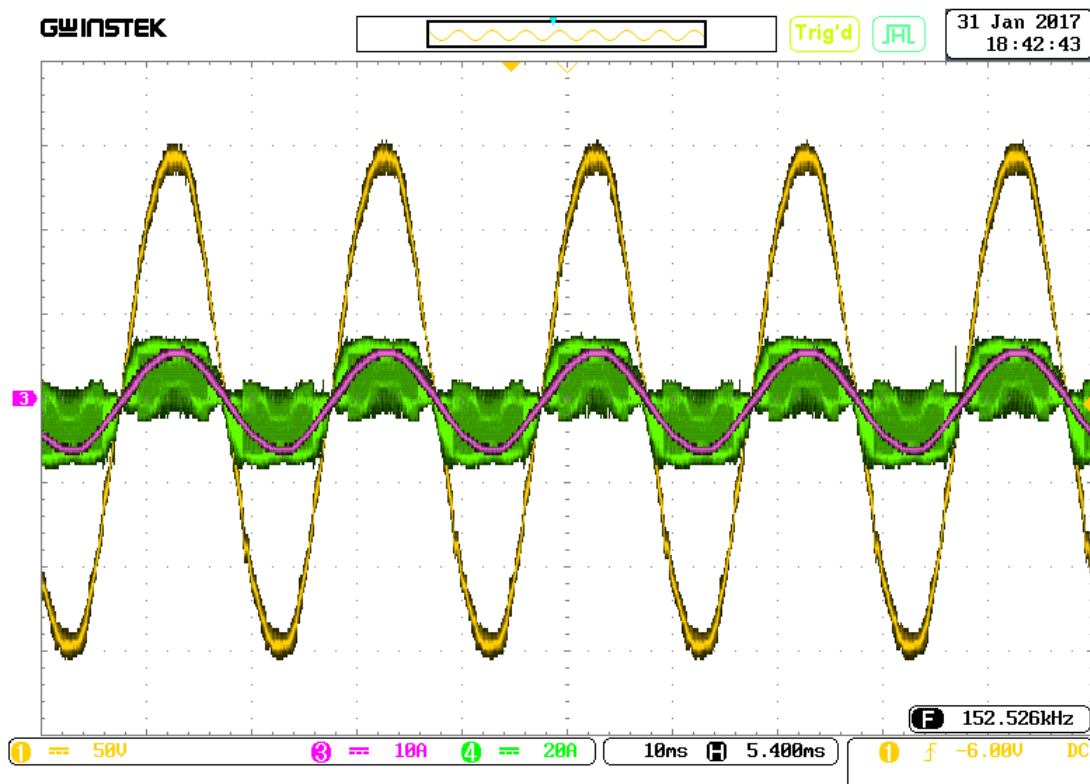 GWINSTEK
Trig'd
31 Jan 2017
18:42:43
3
F 152.526kHz
1 50V 3 10A 4 20A 10ms H 5.400ms 1 -6.00V DC